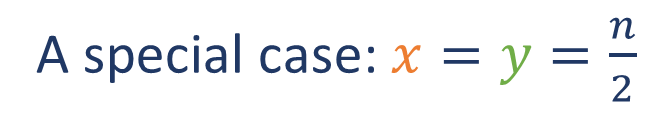 A special case: x = y = n/2